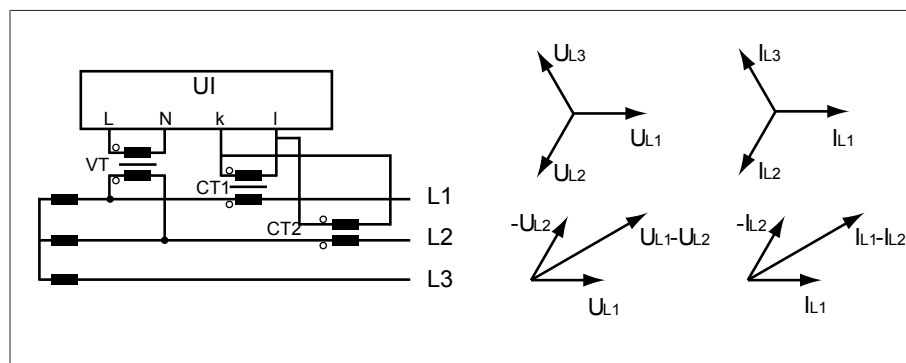 UI
L N k l
VT
CT1
CT2
L1
L2
L3
UL3
UL1
UL2
IL3
IL1
IL2
-UL2
UL1-UL2
UL1
-IL2
IL1-IL2
IL1